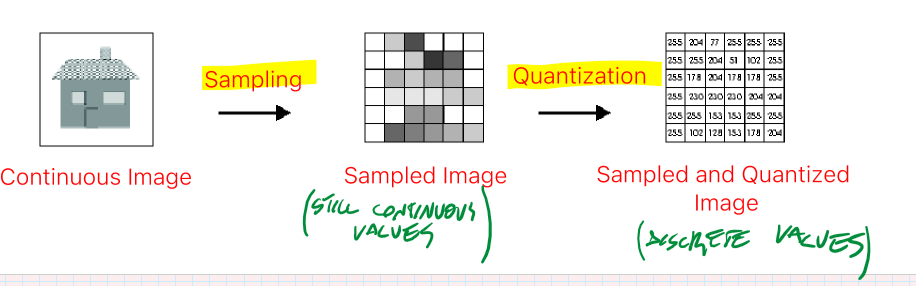 Sampling
Quantization
255 204 77 255 255 255
255 255 204 51 102 255
255 178 204 178 178 255
255 230 230 230 204 204
255 255 153 153 255 255
255 102 128 153 178 204
Continuous Image
Sampled Image
(STILL CONTINUOUS
VALUES)
Sampled and Quantized
Image
(DISCRETE VALUES)